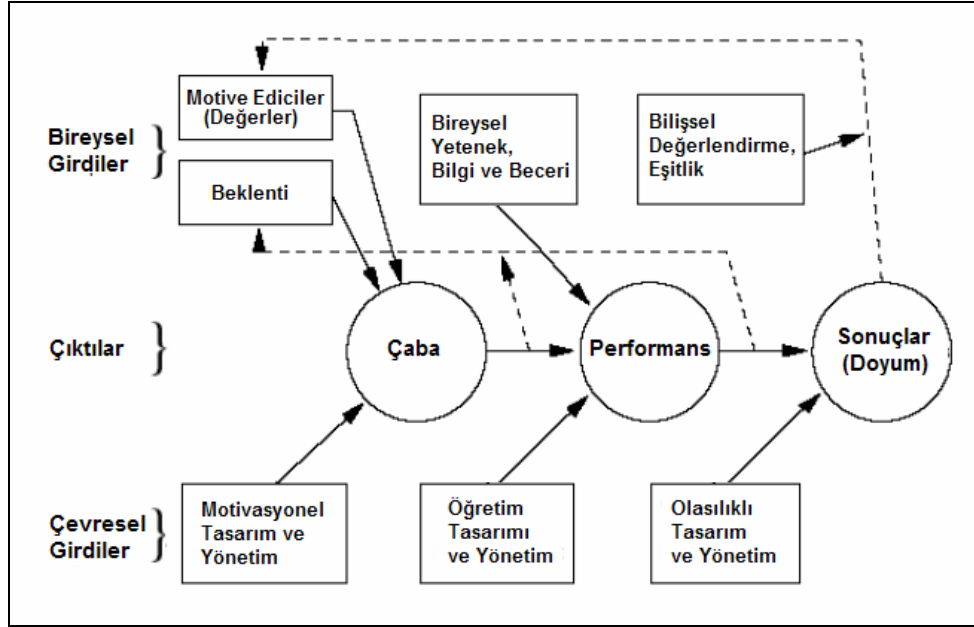 Motive Ediciler
(Değerler)
Bireysel
Girdiler
Beklenti
Bireysel
Yetenek,
Bilgi ve Beceri
Bilişsel
Değerlendirme,
Eşitlik
Çıktılar
Çaba
Performans
Sonuçlar
(Doyum)
Çevresel
Girdiler
Motivasyonel
Tasarım ve
Yönetim
Öğretim
Tasarımı
ve Yönetim
Olasılıklı
Tasarım
ve Yönetim